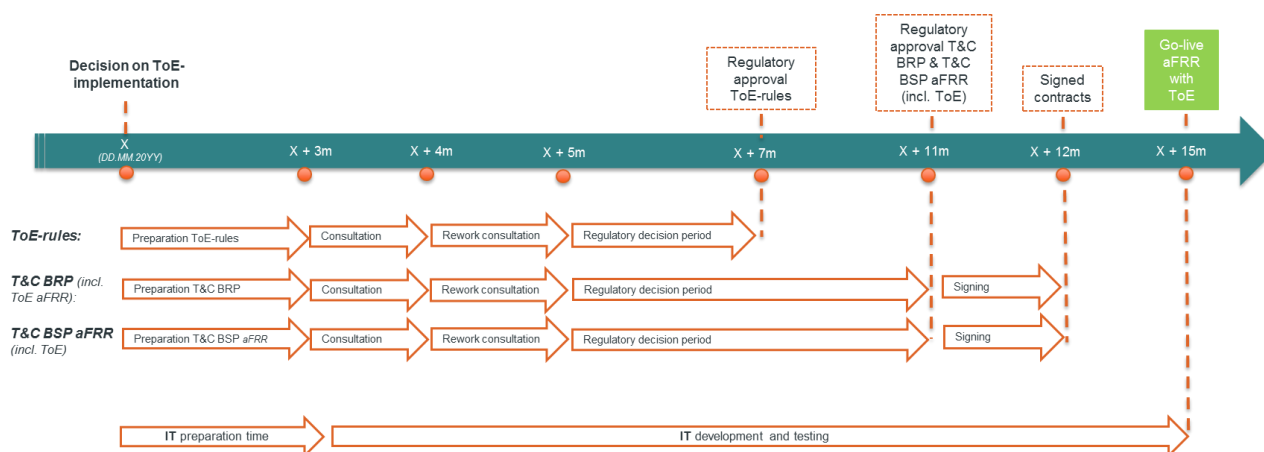 Decision on ToE-
implementation
Regulatory
approval
ToE-rules
Regulatory
approval T&C
BRP & T&C
BSP aFRR
(incl. ToE)
Signed
contracts
Go-live
aFRR
with
ToE
X
(DD.MM.20YY)
X + 3m
X + 4m
X + 5m
X + 7m
X + 11m
X + 12m
X + 15m
ToE-rules:
Preparation ToE-rules
Consultation
Rework consultation
Regulatory decision period
T&C BRP (incl.
ToE aFRR):
Preparation T&C BRP
Consultation
Rework consultation
Regulatory decision period
Signing
T&C BSP aFRR
(incl. ToE)
Preparation T&C BSP aFRR
Consultation
Rework consultation
Regulatory decision period
Signing
IT preparation time
IT development and testing